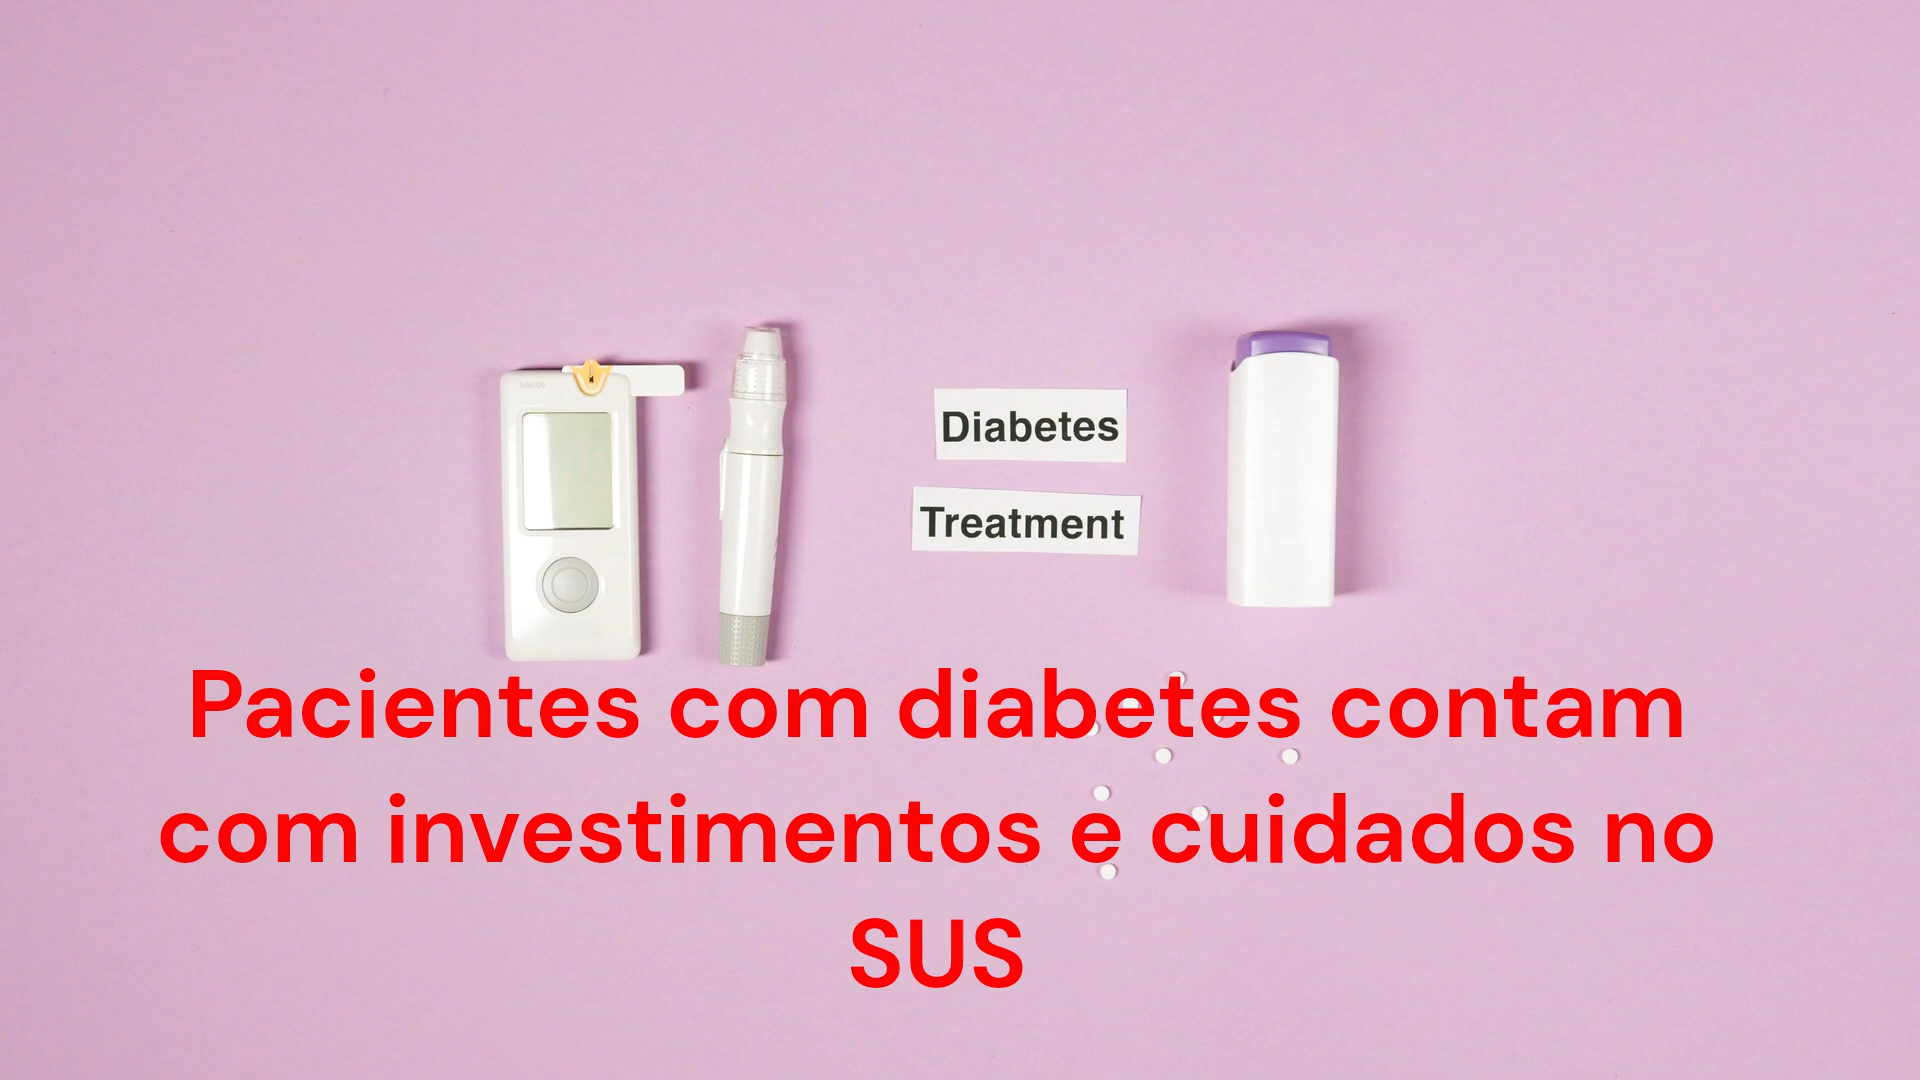 Diabetes
Treatment
Pacientes com diabetes contam
com investimentos e cuidados no
SUS